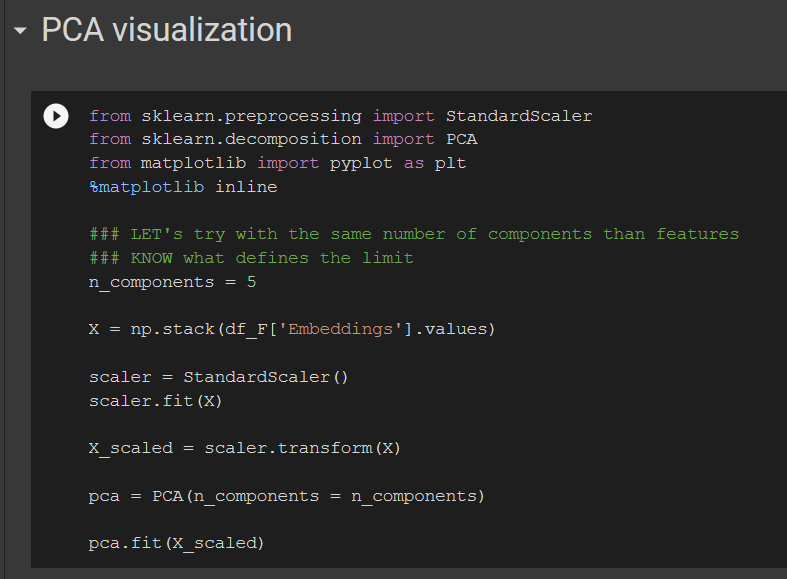 PCA visualization
from sklearn.preprocessing import StandardScaler
from sklearn.decomposition import PCA
from matplotlib import pyplot as plt
%matplotlib inline
### LET's try with the same number of components than features
### KNOW what defines the limit
n_components = 5
X = np.stack(df_F['Embeddings'].values)
scaler = StandardScaler()
scaler.fit(X)
X_scaled = scaler.transform(X)
pca = PCA(n_components = n_components)
pca.fit(X_scaled)